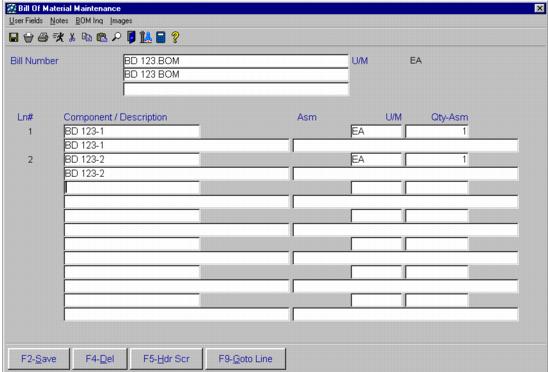 Bill Of Material Maintenance
User Fields Notes BOM Inq Images
Bill Number BD 123.BOM U/M EA
BD 123 BOM
Ln# Component / Description Asm U/M Qty-Asm
1 BD 123-1 EA 1
BD 123-1
2 BD 123-2 EA 1
BD 123-2
F2-Save F4-Del F5-Hdr Scr F9-Goto Line